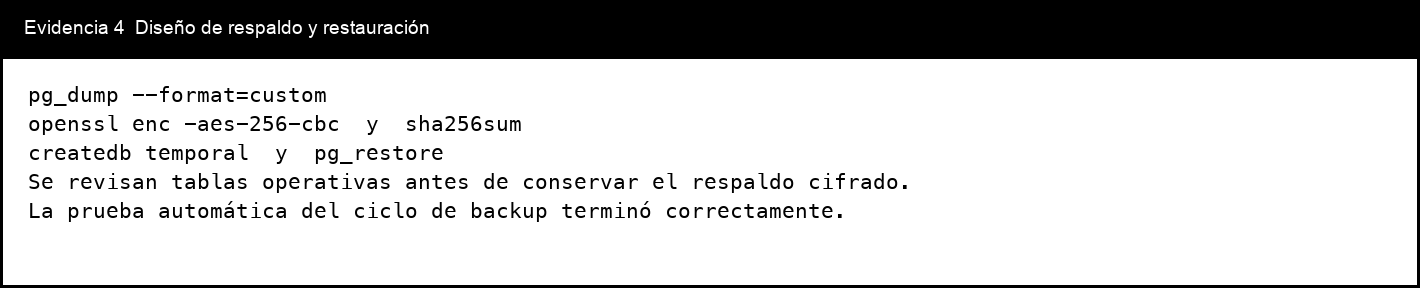 Evidencia 4  Diseño de respaldo y restauración
pg_dump --format=custom
openssl enc -aes-256-cbc  y  sha256sum
createdb temporal  y  pg_restore
Se revisan tablas operativas antes de conservar el respaldo cifrado.
La prueba automática del ciclo de backup terminó correctamente.